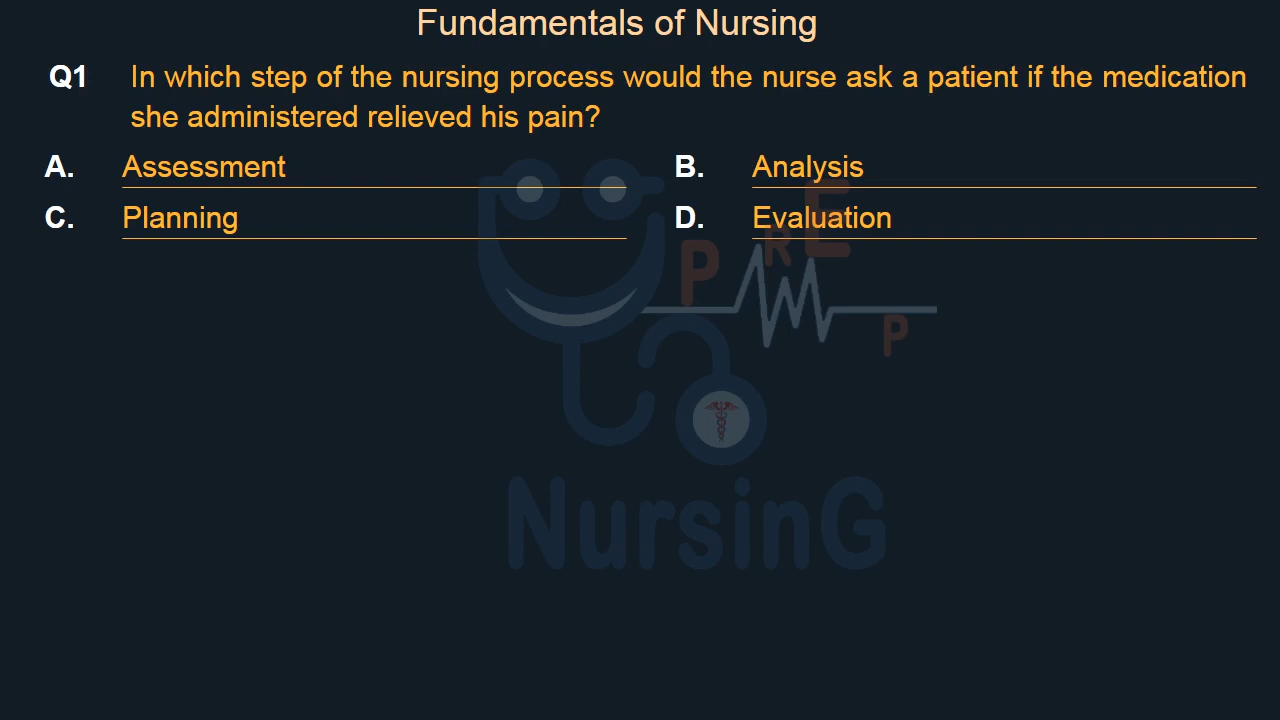 Fundamentals of Nursing
Q1 In which step of the nursing process would the nurse ask a patient if the medication
she administered relieved his pain?
A. Assessment B. Analysis
C. Planning D. Evaluation
PREP
NursinG